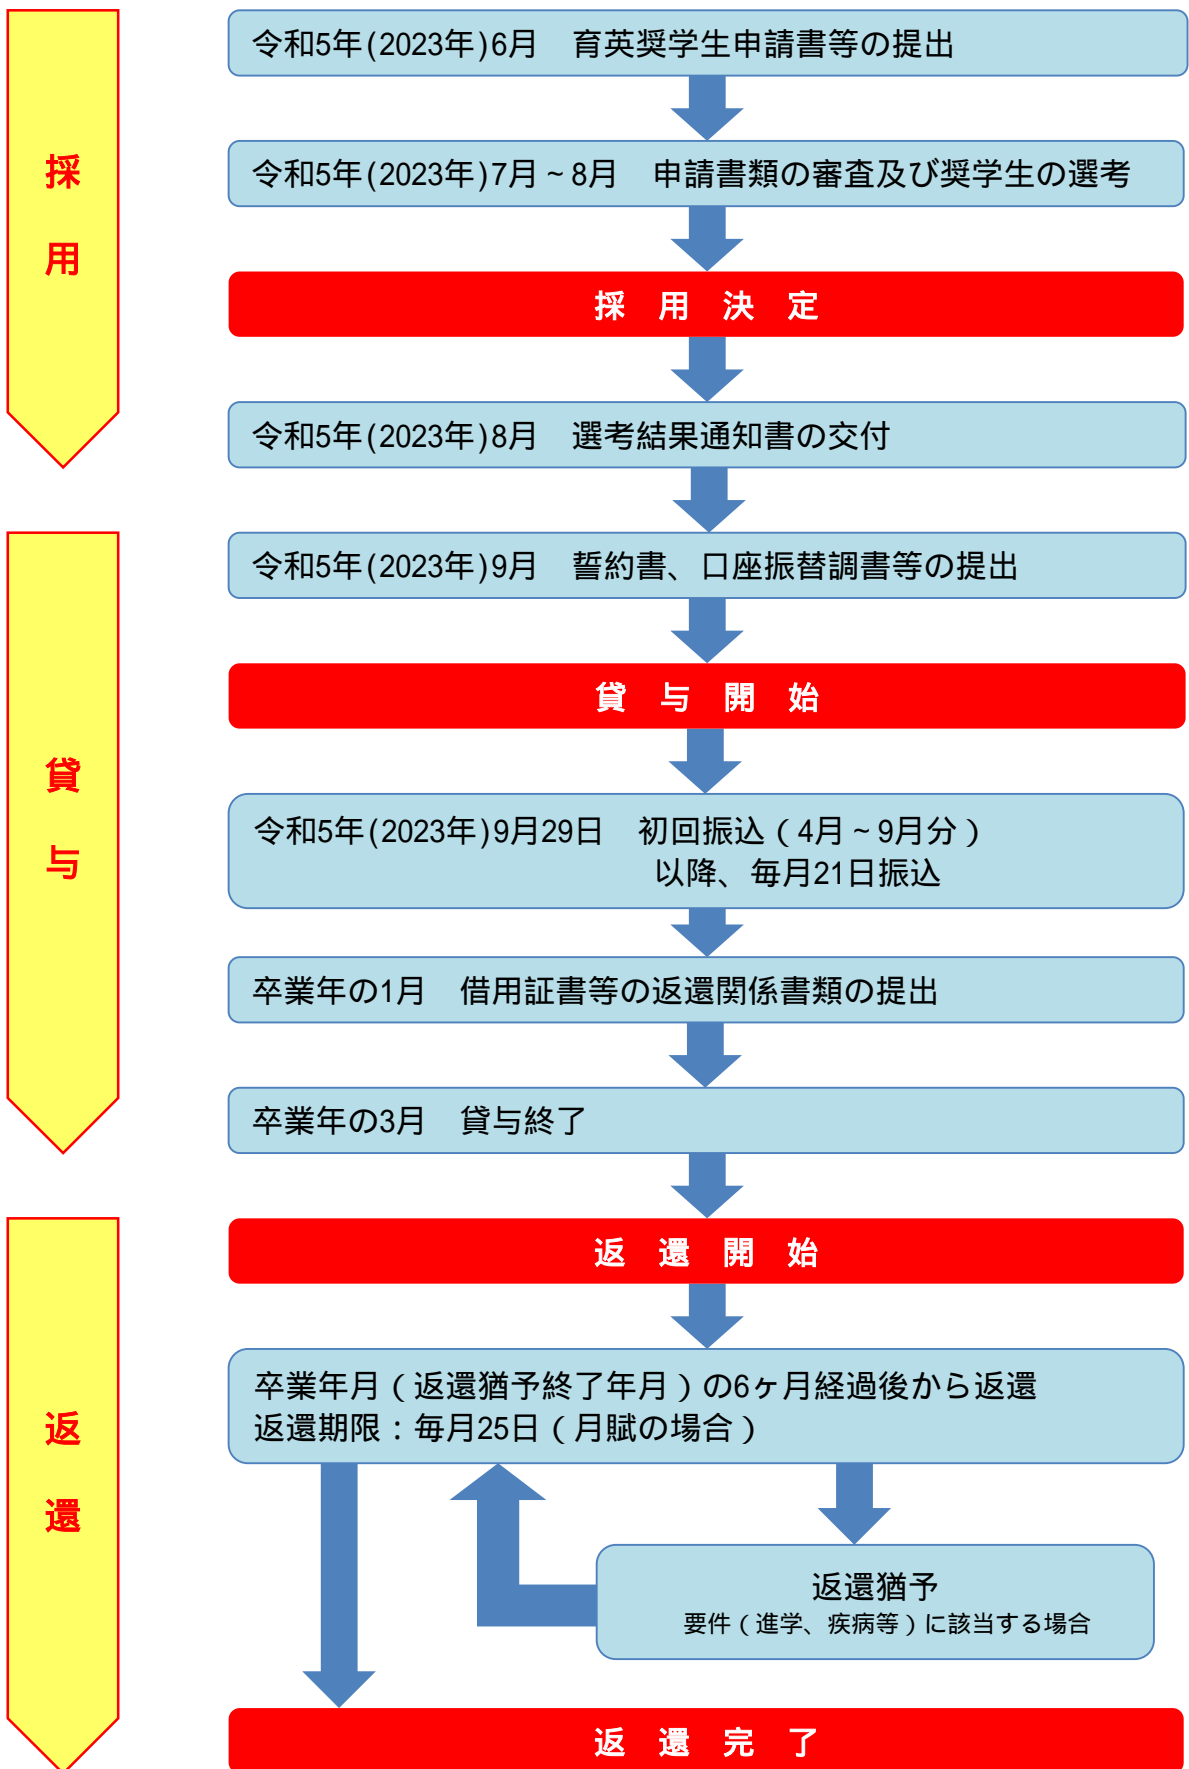 採用
令和5年(2023年)6月　育英奨学生申請書等の提出
令和5年(2023年)7月～8月　申請書類の審査及び奨学生の選考
採　用　決　定
令和5年(2023年)8月　選考結果通知書の交付
貸与
令和5年(2023年)9月　誓約書、口座振替調書等の提出
貸　与　開　始
令和5年(2023年)9月29日　初回振込（4月～9月分）
以降、毎月21日振込
卒業年の1月　借用証書等の返還関係書類の提出
卒業年の3月　貸与終了
返還
返　還　開　始
卒業年月（返還猶予終了年月）の6ヶ月経過後から返還
返還期限：毎月25日（月賦の場合）
返還猶予
要件（進学、疾病等）に該当する場合
返　還　完　了